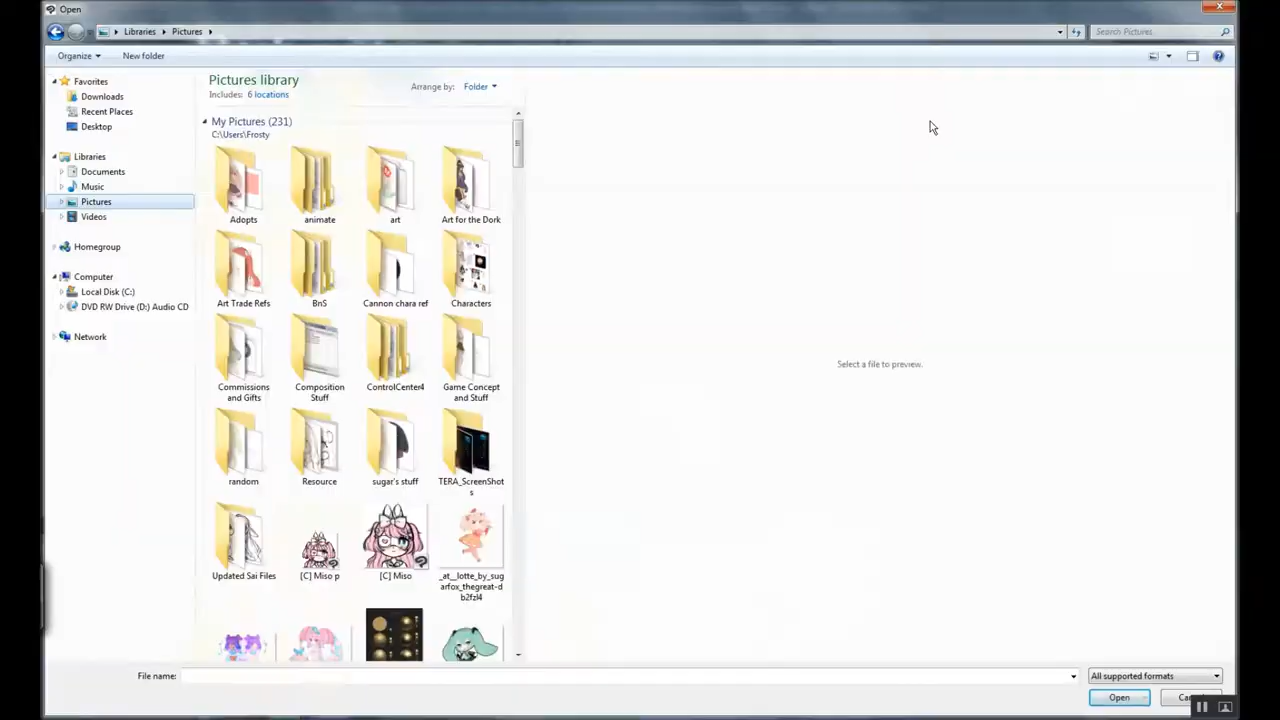 Open
Libraries
Pictures
Search Pictures
Organize
New folder
Favorites
Downloads
Recent Places
Desktop
Libraries
Documents
Music
Pictures
Videos
Homegroup
Computer
Local Disk (C:)
DVD RW Drive (D:) Audio CD
Network
Pictures library
Includes: 6 locations
Arrange by: Folder
My Pictures (231)
C:\Users\Frosty
Adopts
animate
art
Art for the Dork
Art Trade Refs
BnS
Cannon chara ref
Characters
Commissions
and Gifts
Composition
Stuff
ControlCenter4
Game Concept
and Stuff
random
Resource
sugar's stuff
TERA_ScreenShot
s
Updated Sai Files
[C] Miso p
[C] Miso
_at__lotte_by_sug
arfox_thegreat-d
b2fzl4
Select a file to preview.
File name:
All supported formats
Open